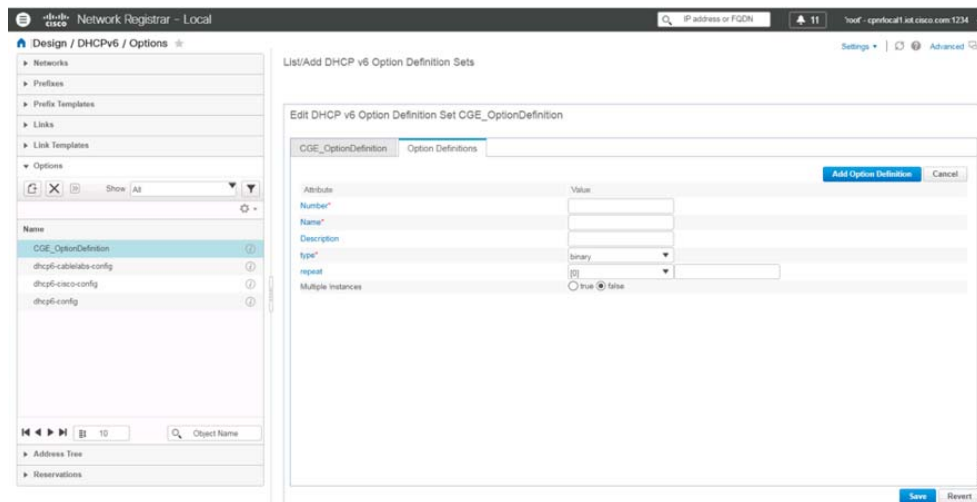 cisco Network Registrar – Local
IP address or FQDN
11
'root' - cpnrlocal1.iot.cisco.com:1234
Design / DHCPv6 / Options
Settings
Advanced
Networks
Prefixes
Prefix Templates
Links
Link Templates
Options
Show All
Name
CGE_OptionDefinition
dhcp6-cablelabs-config
dhcp6-cisco-config
dhcp6-config
10
Object Name
Address Tree
Reservations
List/Add DHCP v6 Option Definition Sets
Edit DHCP v6 Option Definition Set CGE_OptionDefinition
CGE_OptionDefinition Option Definitions
Add Option Definition Cancel
Attribute Value
Number*
Name*
Description
type* binary
repeat [0]
Multiple Instances true false
Save Revert